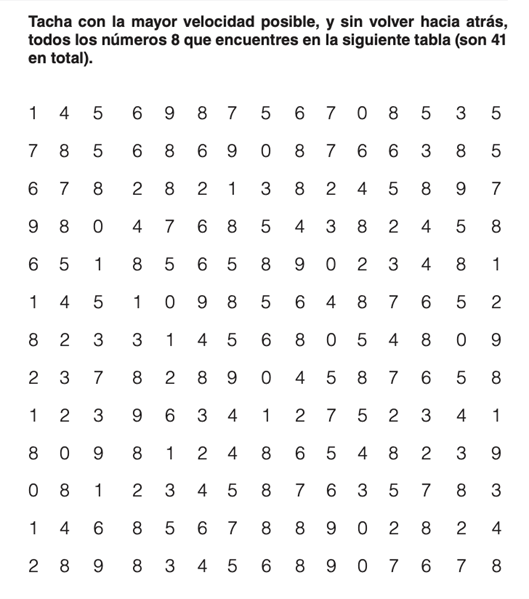 Tacha con la mayor velocidad posible, y sin volver hacia atrás,
todos los números 8 que encuentres en la siguiente tabla (son 41
en total).
1 4 5 6 9 8 7 5 6 7 0 8 5 3 5
7 8 5 6 8 6 9 0 8 7 6 6 3 8 5
6 7 8 2 8 2 1 3 8 2 4 5 8 9 7
9 8 0 4 7 6 8 5 4 3 8 2 4 5 8
6 5 1 8 5 6 5 8 9 0 2 3 4 8 1
1 4 5 1 0 9 8 5 6 4 8 7 6 5 2
8 2 3 3 1 4 5 6 8 0 5 4 8 0 9
2 3 7 8 2 8 9 0 4 5 8 7 6 5 8
1 2 3 9 6 3 4 1 2 7 5 2 3 4 1
8 0 9 8 1 2 4 8 6 5 4 8 2 3 9
0 8 1 2 3 4 5 8 7 6 3 5 7 8 3
1 4 6 8 5 6 7 8 8 9 0 2 8 2 4
2 8 9 8 3 4 5 6 8 9 0 7 6 7 8